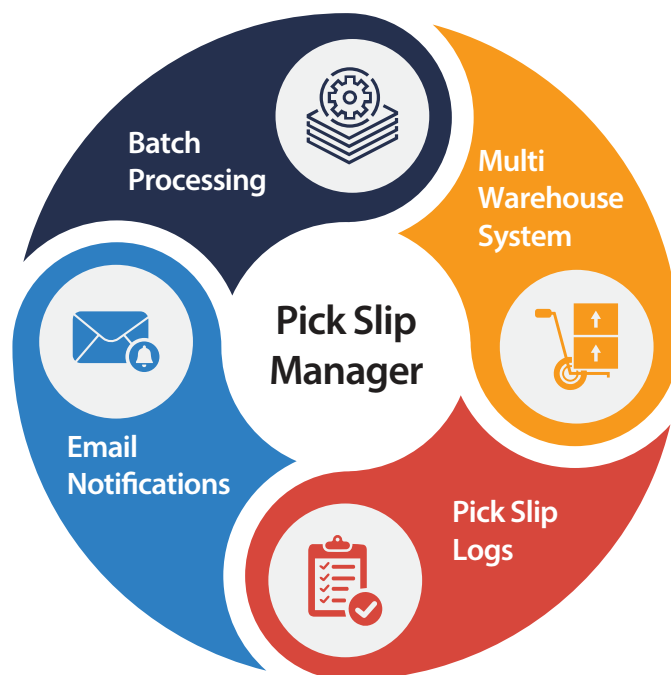 Batch
Processing
Multi
Warehouse
System
Pick Slip
Manager
Email
Notifications
Pick Slip
Logs